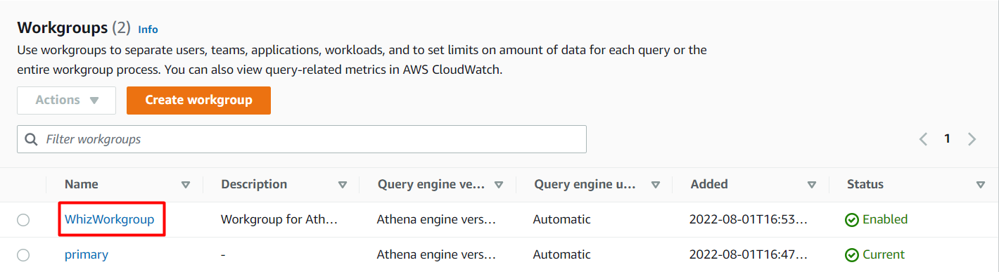 Workgroups (2) Info
Use workgroups to separate users, teams, applications, workloads, and to set limits on amount of data for each query or the
entire workgroup process. You can also view query-related metrics in AWS CloudWatch.
Actions Create workgroup
Filter workgroups 1
Name Description Query engine ve... Query engine u... Added Status
WhizWorkgroup Workgroup for Ath... Athena engine vers... Automatic 2022-08-01T16:53... Enabled
primary - Athena engine vers... Automatic 2022-08-01T16:47... Current